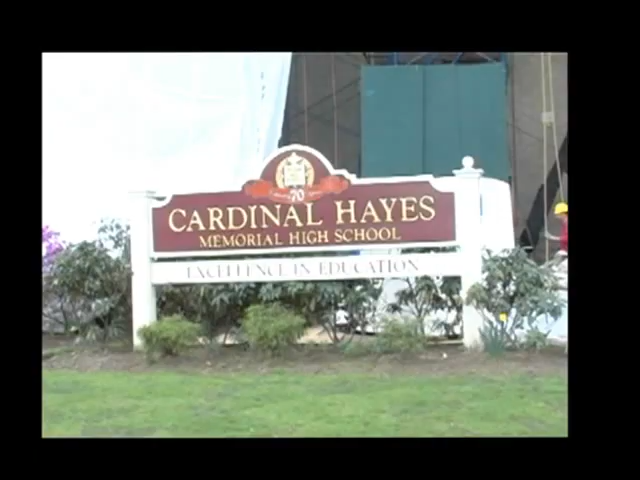 70
CARDINAL HAYES
MEMORIAL HIGH SCHOOL
EXCELLENCE IN EDUCATION